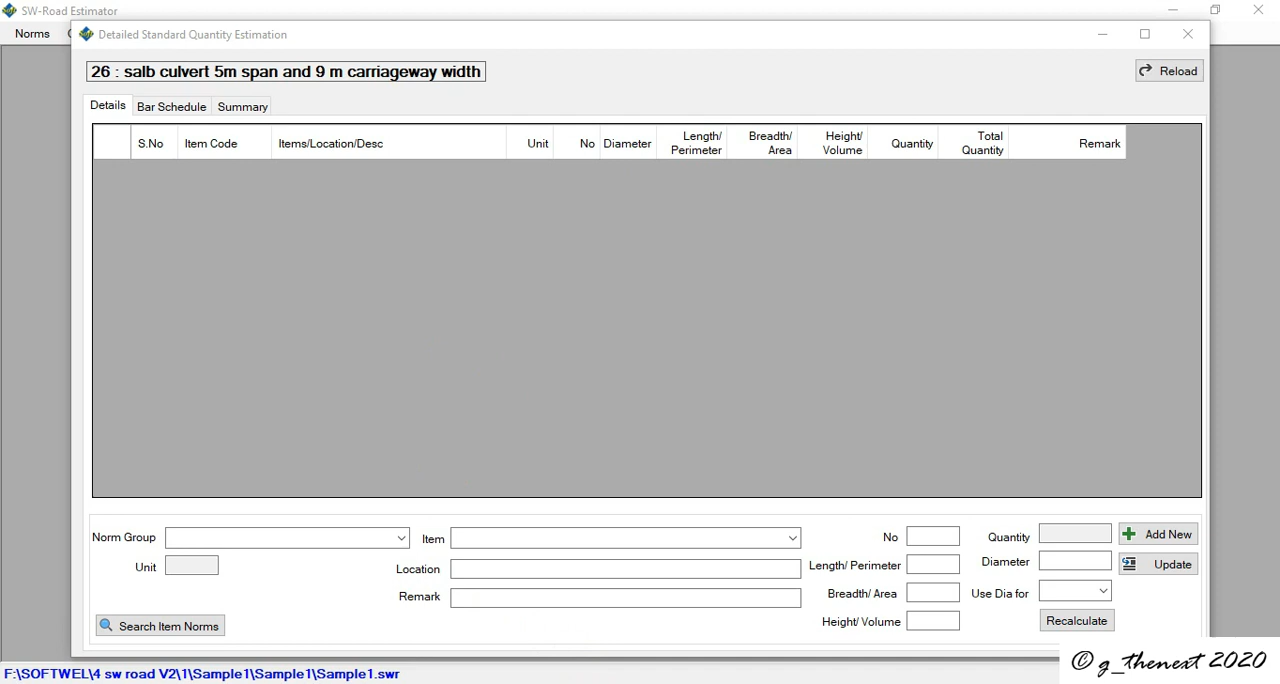 SW-Road Estimator
Norms
Detailed Standard Quantity Estimation
26 : salb culvert 5m span and 9 m carriageway width
Reload
Details Bar Schedule Summary
S.No Item Code Items/Location/Desc Unit No Diameter Length/ Perimeter Breadth/ Area Height/ Volume Quantity Total Quantity Remark
Norm Group Item No Quantity Add New
Unit Location Length/ Perimeter Diameter Update
Remark Breadth/ Area Use Dia for
Search Item Norms Height/ Volume Recalculate
F:\SOFTWEL\4 sw road V2\1\Sample1\Sample1\Sample1.swr
© g_thenext 2020